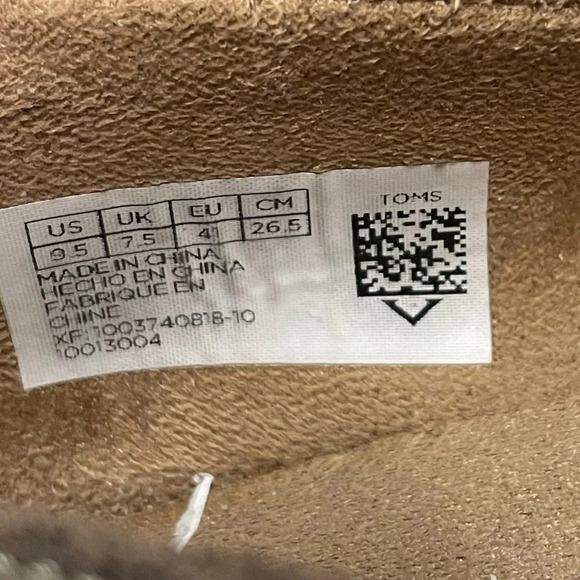 US UK EU CM
9.5 7.5 41 26.5
MADE IN CHINA
HECHO EN CHINA
FABRIQUE EN
CHINE
XF: 1003740818-10
10013004
TOMS